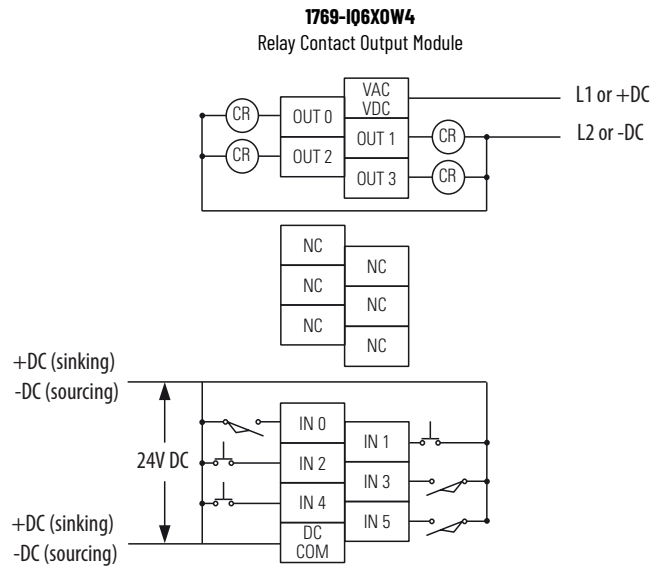 1769-IQ6XOW4
Relay Contact Output Module
VAC
VDC
L1 or +DC
CR
OUT 0
OUT 1
CR
L2 or -DC
CR
OUT 2
OUT 3
CR
NC
NC
NC
NC
NC
NC
+DC (sinking)
-DC (sourcing)
IN 0
IN 1
24V DC
IN 2
IN 3
IN 4
IN 5
+DC (sinking)
-DC (sourcing)
DC
COM